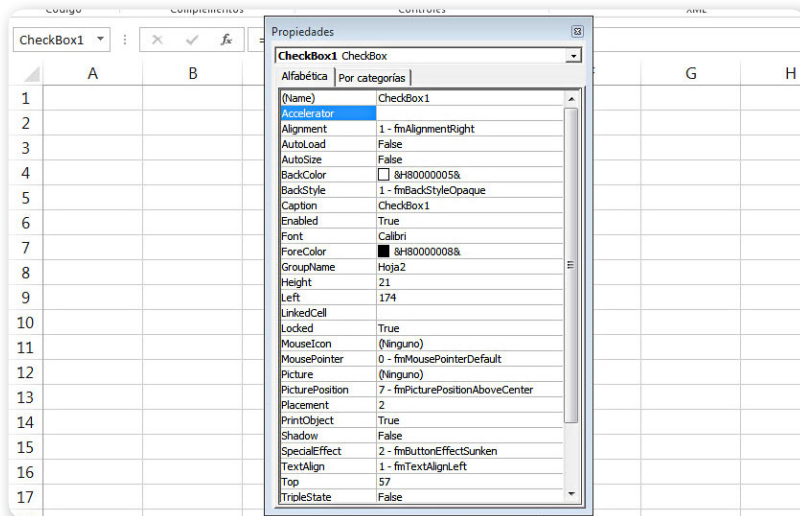 Código Complementos Controles XML
CheckBox1 fx =
Propiedades
CheckBox1 CheckBox
Alfabética Por categorías
A B F G H
1
2
3
4
5
6
7
8
9
10
11
12
13
14
15
16
17
(Name) CheckBox1
Accelerator
Alignment 1 - fmAlignmentRight
AutoLoad False
AutoSize False
BackColor &H80000005&
BackStyle 1 - fmBackStyleOpaque
Caption CheckBox1
Enabled True
Font Calibri
ForeColor &H80000008&
GroupName Hoja2
Height 21
Left 174
LinkedCell
Locked True
MouseIcon (Ninguno)
MousePointer 0 - fmMousePointerDefault
Picture (Ninguno)
PicturePosition 7 - fmPicturePositionAboveCenter
Placement 2
PrintObject True
Shadow False
SpecialEffect 2 - fmButtonEffectSunken
TextAlign 1 - fmTextAlignLeft
Top 57
TripleState False